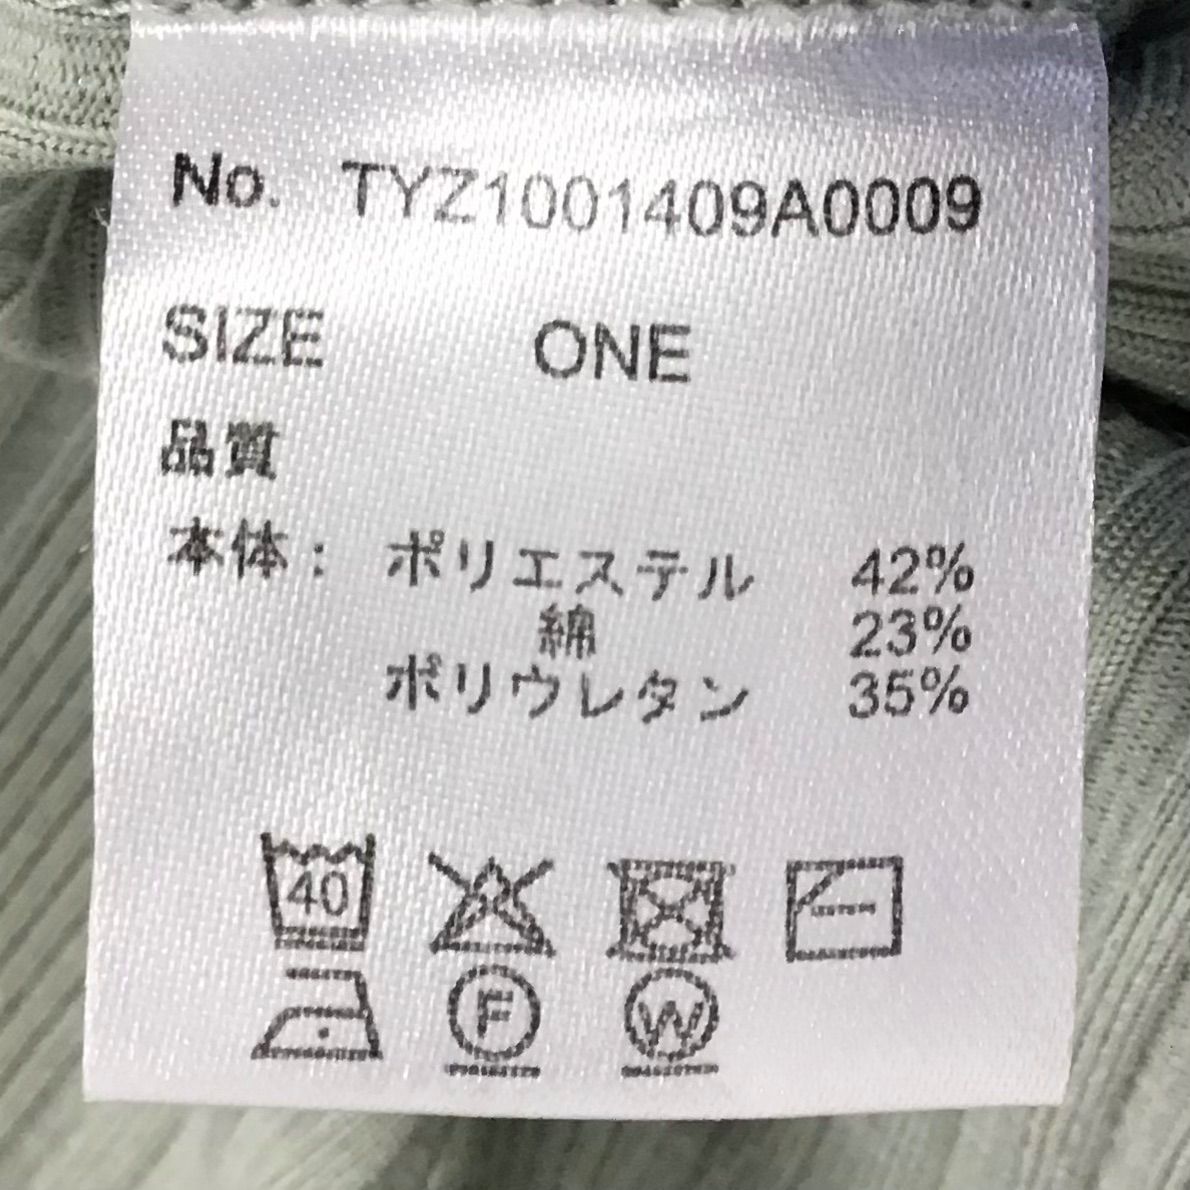 No. TYZ1001409A0009
SIZE ONE
品質
本体： ポリエステル 42%
綿 23%
ポリウレタン 35%
40
F
W